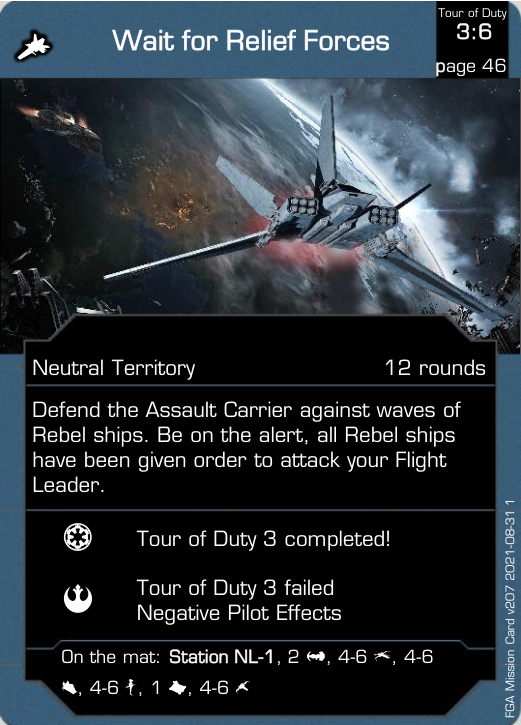 Wait for Relief Forces
Tour of Duty
3:6
page 46
Neutral Territory
12 rounds
Defend the Assault Carrier against waves of
Rebel ships. Be on the alert, all Rebel ships
have been given order to attack your Flight
Leader.
Tour of Duty 3 completed!
Tour of Duty 3 failed
Negative Pilot Effects
On the mat: Station NL-1, 2 , 4-6 , 4-6
, 4-6 , 1 , 4-6
FGA Mission Card v207 2021-08-31 1